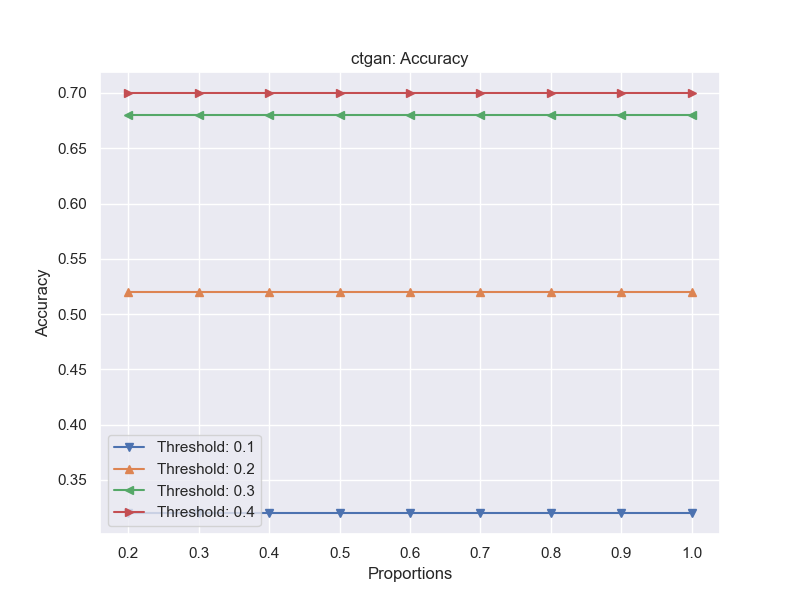 ctgan: Accuracy
Accuracy
0.70
0.65
0.60
0.55
0.50
0.45
0.40
0.35
Threshold: 0.1
Threshold: 0.2
Threshold: 0.3
Threshold: 0.4
0.2 0.3 0.4 0.5 0.6 0.7 0.8 0.9 1.0
Proportions